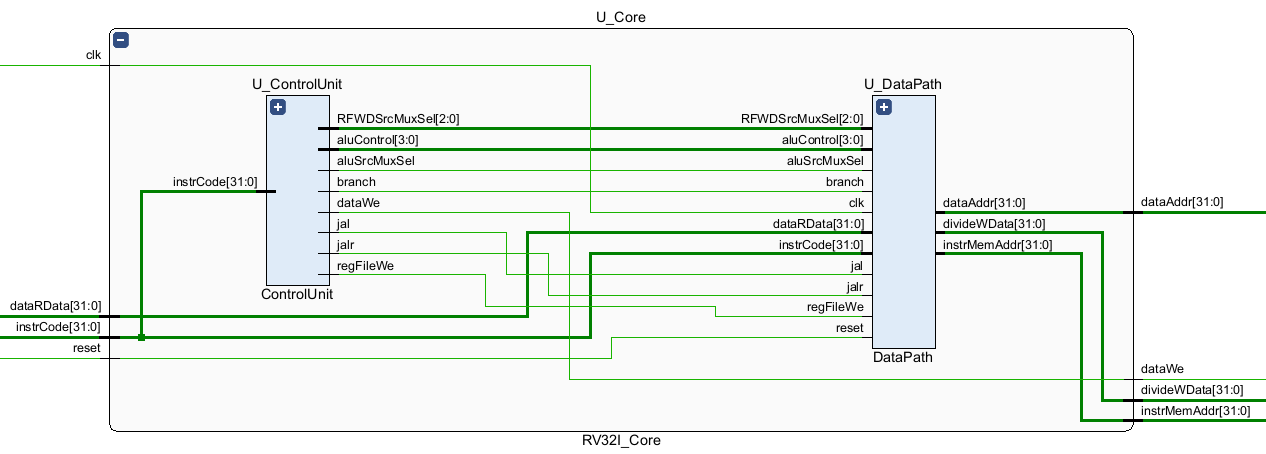 U_Core
clk
U_ControlUnit
U_DataPath
RFWDSrcMuxSel[2:0]
RFWDSrcMuxSel[2:0]
aluControl[3:0]
aluControl[3:0]
aluSrcMuxSel
aluSrcMuxSel
instrCode[31:0]
branch
branch
dataWe
clk
dataAddr[31:0]
dataAddr[31:0]
jal
dataRData[31:0]
divideWData[31:0]
jalr
instrCode[31:0]
instrMemAddr[31:0]
regFileWe
jal
ControlUnit
jalr
dataRData[31:0]
regFileWe
instrCode[31:0]
reset
reset
DataPath
dataWe
divideWData[31:0]
instrMemAddr[31:0]
RV32I_Core